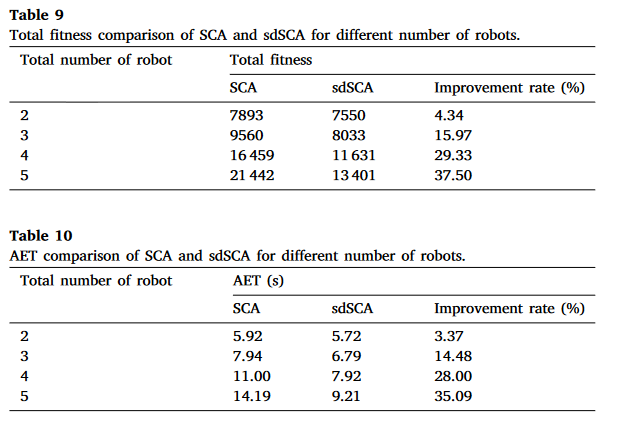 Table 9
Total fitness comparison of SCA and sdSCA for different number of robots.
Total number of robot Total fitness
SCA sdSCA Improvement rate (%)
2 7893 7550 4.34
3 9560 8033 15.97
4 16 459 11 631 29.33
5 21 442 13 401 37.50
Table 10
AET comparison of SCA and sdSCA for different number of robots.
Total number of robot AET (s)
SCA sdSCA Improvement rate (%)
2 5.92 5.72 3.37
3 7.94 6.79 14.48
4 11.00 7.92 28.00
5 14.19 9.21 35.09